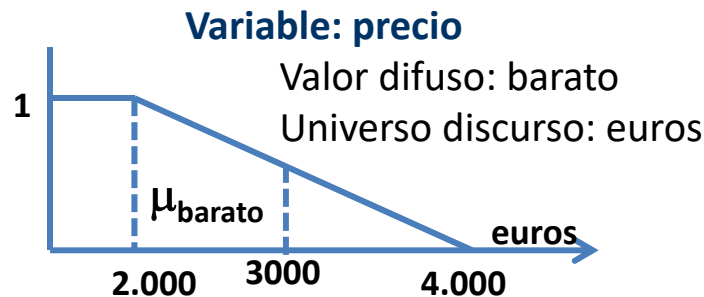 Variable: precio
Valor difuso: barato
1
Universo discurso: euros
μbarato
euros
2.000
3000
4.000